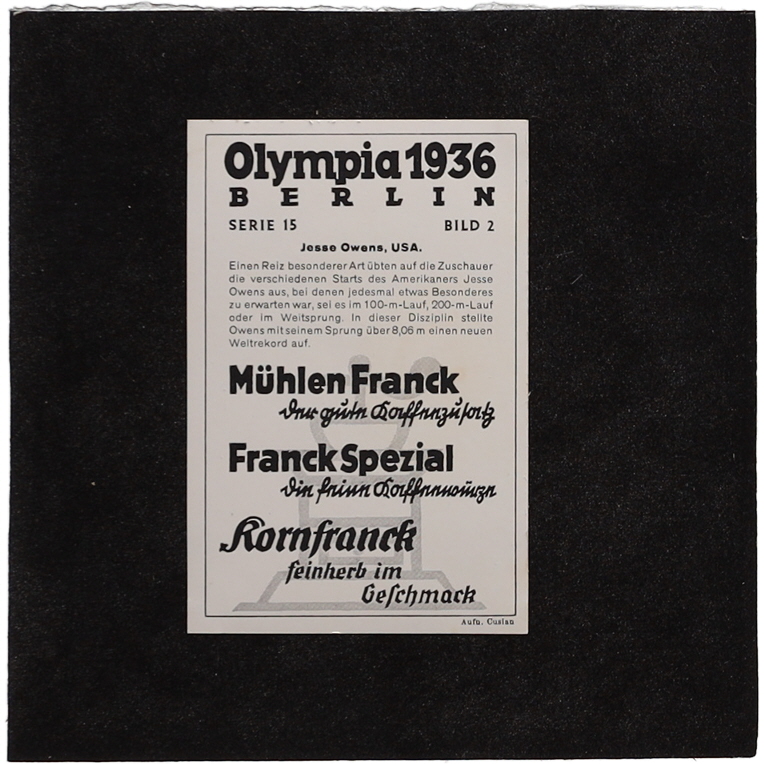 Olympia 1936
BERLIN
SERIE 15 BILD 2
Jesse Owens, USA.
Einen Reiz besonderer Art übten auf die Zuschauer
die verschiedenen Starts des Amerikaners Jesse
Owens aus, bei denen jedesmal etwas Besonderes
zu erwarten war, sei es im 100-m-Lauf, 200-m-Lauf
oder im Weitsprung. In dieser Disziplin stellte
Owens mit seinem Sprung über 8,06 m einen neuen
Weltrekord auf.
Mühlen Franck
der gute Kaffeezusatz
Franck Spezial
die feine Kaffeewürze
Kornfranck
feinherb im
Geschmack
Aufn.